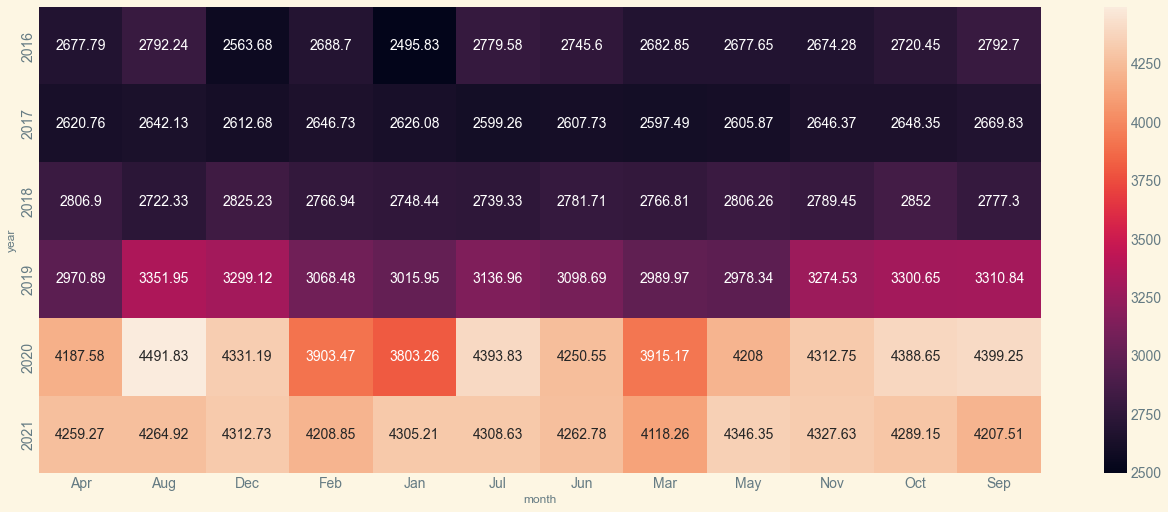 2016 2677.79 2792.24 2563.68 2688.7 2495.83 2779.58 2745.6 2682.85 2677.65 2674.28 2720.45 2792.7
2017 2620.76 2642.13 2612.68 2646.73 2626.08 2599.26 2607.73 2597.49 2605.87 2646.37 2648.35 2669.83
2018 2806.9 2722.33 2825.23 2766.94 2748.44 2739.33 2781.71 2766.81 2806.26 2789.45 2852 2777.3
year
2019 2970.89 3351.95 3299.12 3068.48 3015.95 3136.96 3098.69 2989.97 2978.34 3274.53 3300.65 3310.84
2020 4187.58 4491.83 4331.19 3903.47 3803.26 4393.83 4250.55 3915.17 4208 4312.75 4388.65 4399.25
2021 4259.27 4264.92 4312.73 4208.85 4305.21 4308.63 4262.78 4118.26 4346.35 4327.63 4289.15 4207.51
Apr Aug Dec Feb Jan Jul Jun Mar May Nov Oct Sep
month
4250
4000
3750
3500
3250
3000
2750
2500